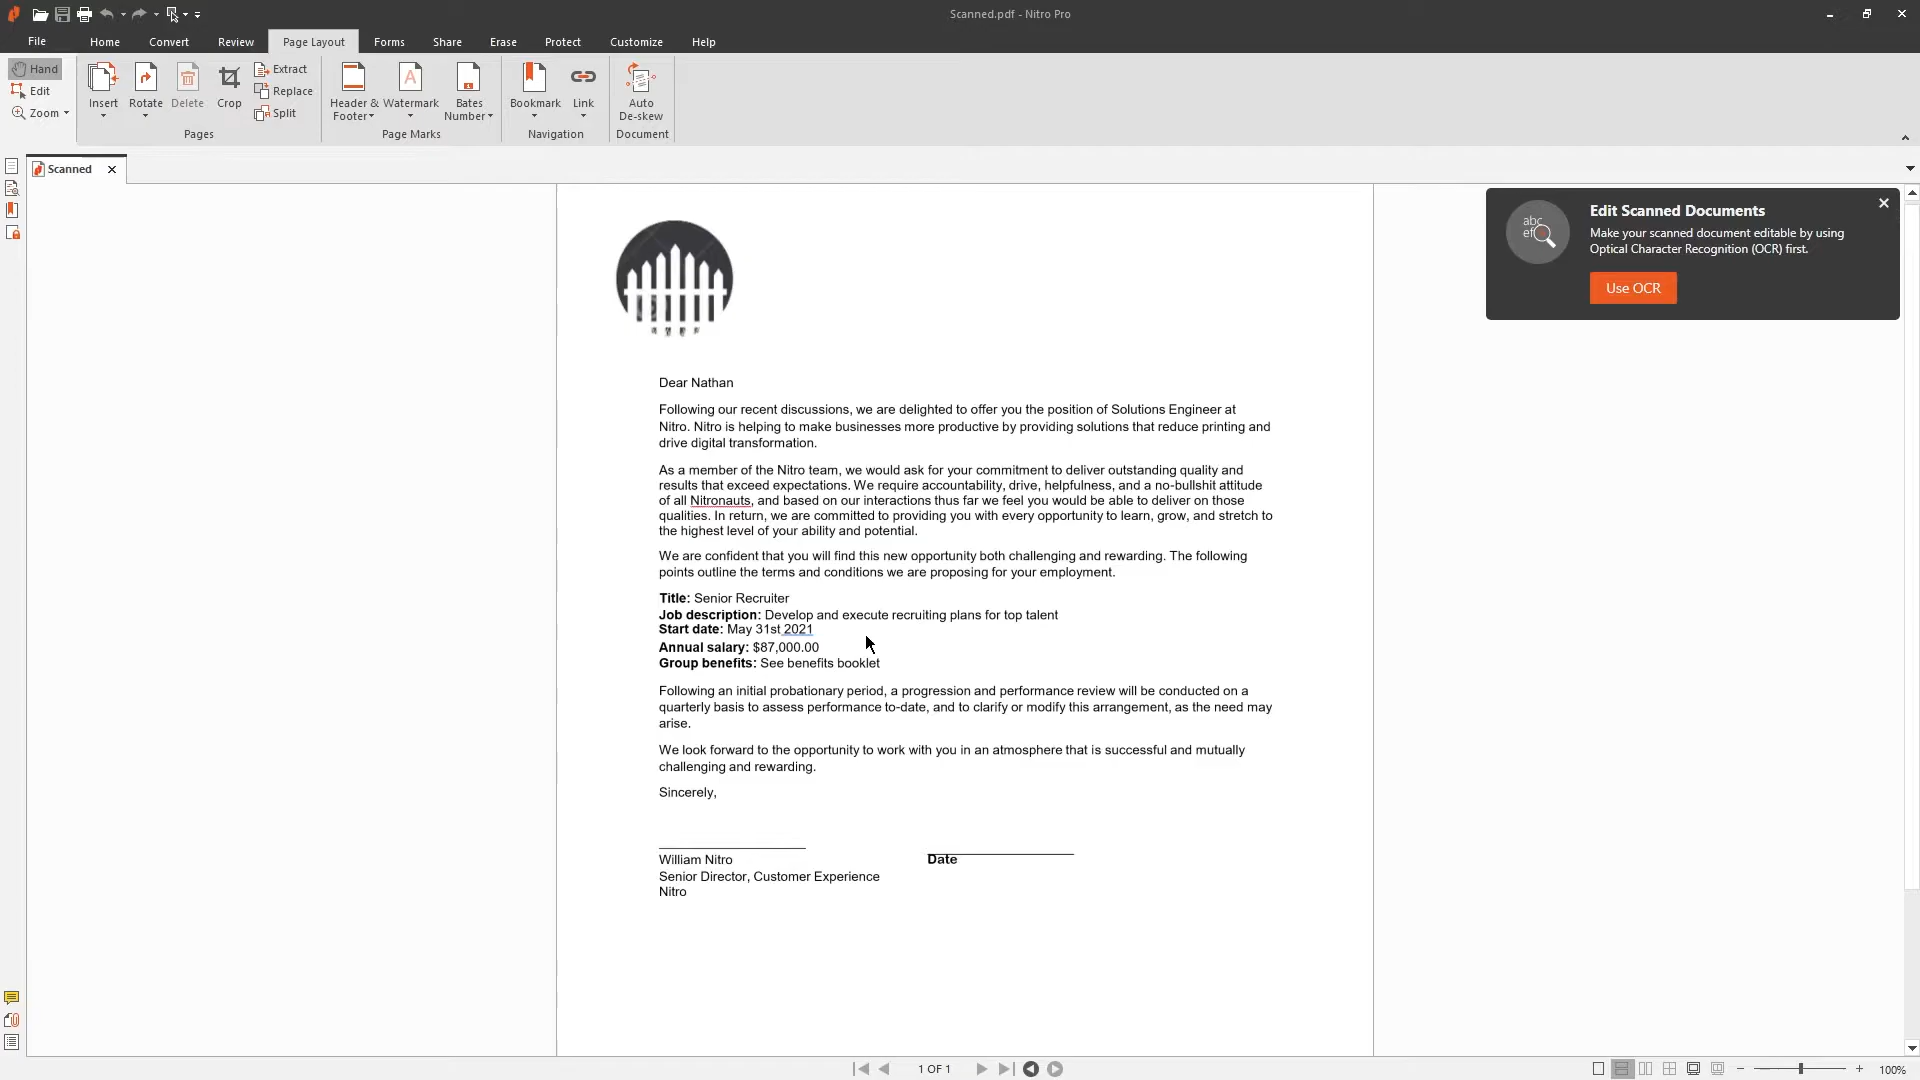 Scanned.pdf - Nitro Pro
File
Home
Convert
Review
Page Layout
Forms
Share
Erase
Protect
Customize
Help
Hand
Edit
Zoom
Insert
Rotate
Delete
Crop
Extract
Replace
Split
Pages
Header & Footer
Watermark
Bates Number
Page Marks
Bookmark
Link
Navigation
Auto De-skew
Document
Scanned
abc
ef
Edit Scanned Documents
Make your scanned document editable by using
Optical Character Recognition (OCR) first.
Use OCR
Dear Nathan
Following our recent discussions, we are delighted to offer you the position of Solutions Engineer at
Nitro. Nitro is helping to make businesses more productive by providing solutions that reduce printing and
drive digital transformation.
As a member of the Nitro team, we would ask for your commitment to deliver outstanding quality and
results that exceed expectations. We require accountability, drive, helpfulness, and a no-bullshit attitude
of all Nitronauts, and based on our interactions thus far we feel you would be able to deliver on those
qualities. In return, we are committed to providing you with every opportunity to learn, grow, and stretch to
the highest level of your ability and potential.
We are confident that you will find this new opportunity both challenging and rewarding. The following
points outline the terms and conditions we are proposing for your employment.
Title: Senior Recruiter
Job description: Develop and execute recruiting plans for top talent
Start date: May 31st 2021
Annual salary: $87,000.00
Group benefits: See benefits booklet
Following an initial probationary period, a progression and performance review will be conducted on a
quarterly basis to assess performance to-date, and to clarify or modify this arrangement, as the need may
arise.
We look forward to the opportunity to work with you in an atmosphere that is successful and mutually
challenging and rewarding.
Sincerely,
William Nitro
Date
Senior Director, Customer Experience
Nitro
1 OF 1
100%